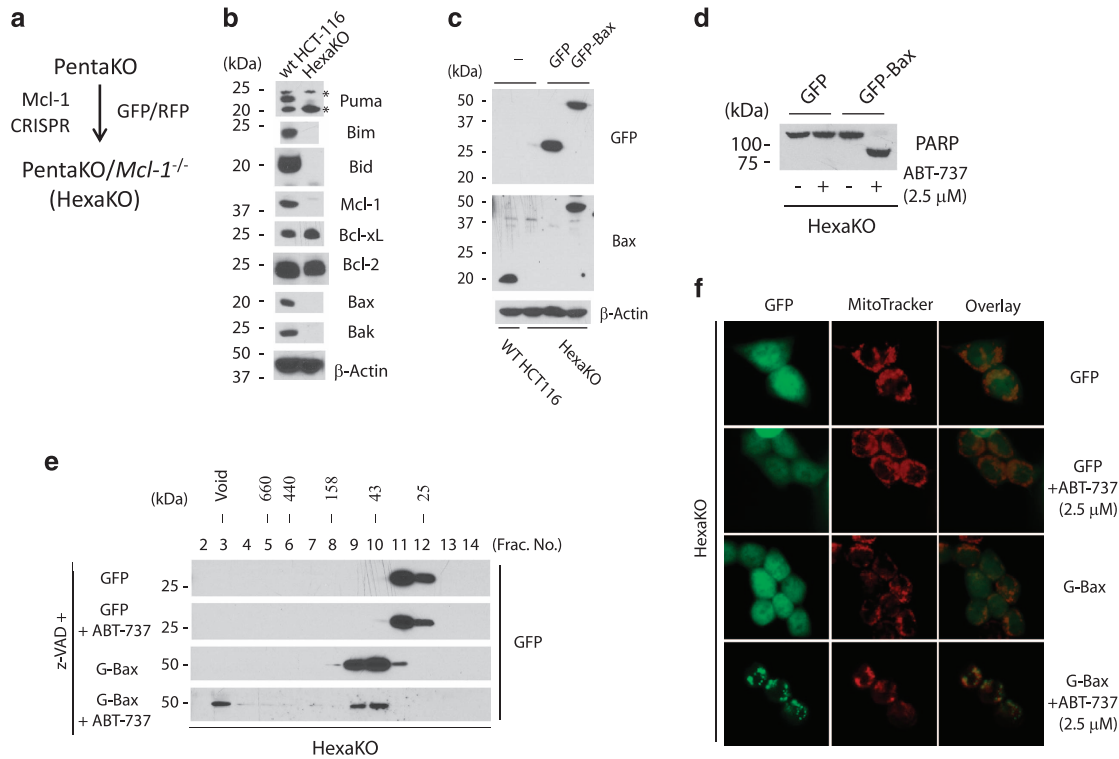 a
PentaKO
Mcl-1
CRISPR
GFP/RFP
PentaKO/Mcl-1-/-
(HexaKO)
b
wt HCT-116
HexaKO
(kDa)
25 -
20 -
*
*
Puma
25 -
Bim
20 -
Bid
37 -
Mcl-1
25 -
Bcl-xL
25 -
Bcl-2
20 -
Bax
25 -
Bak
50 -
37 -
β-Actin
c
–
GFP
GFP-Bax
(kDa)
50 -
37 -
25 -
20 -
GFP
50 -
37 -
25 -
20 -
Bax
β-Actin
WT HCT116
HexaKO
d
GFP
GFP-Bax
(kDa)
100 -
75 -
PARP
- + - +
ABT-737
(2.5 μM)
HexaKO
e
(kDa)
Void
660
440
158
43
25
2 3 4 5 6 7 8 9 10 11 12 13 14 (Frac. No.)
z-VAD +
GFP
25 -
GFP
+ ABT-737
25 -
G-Bax
50 -
G-Bax
+ ABT-737
50 -
GFP
HexaKO
f
GFP MitoTracker Overlay
HexaKO
GFP
GFP
+ABT-737
(2.5 μM)
G-Bax
G-Bax
+ABT-737
(2.5 μM)